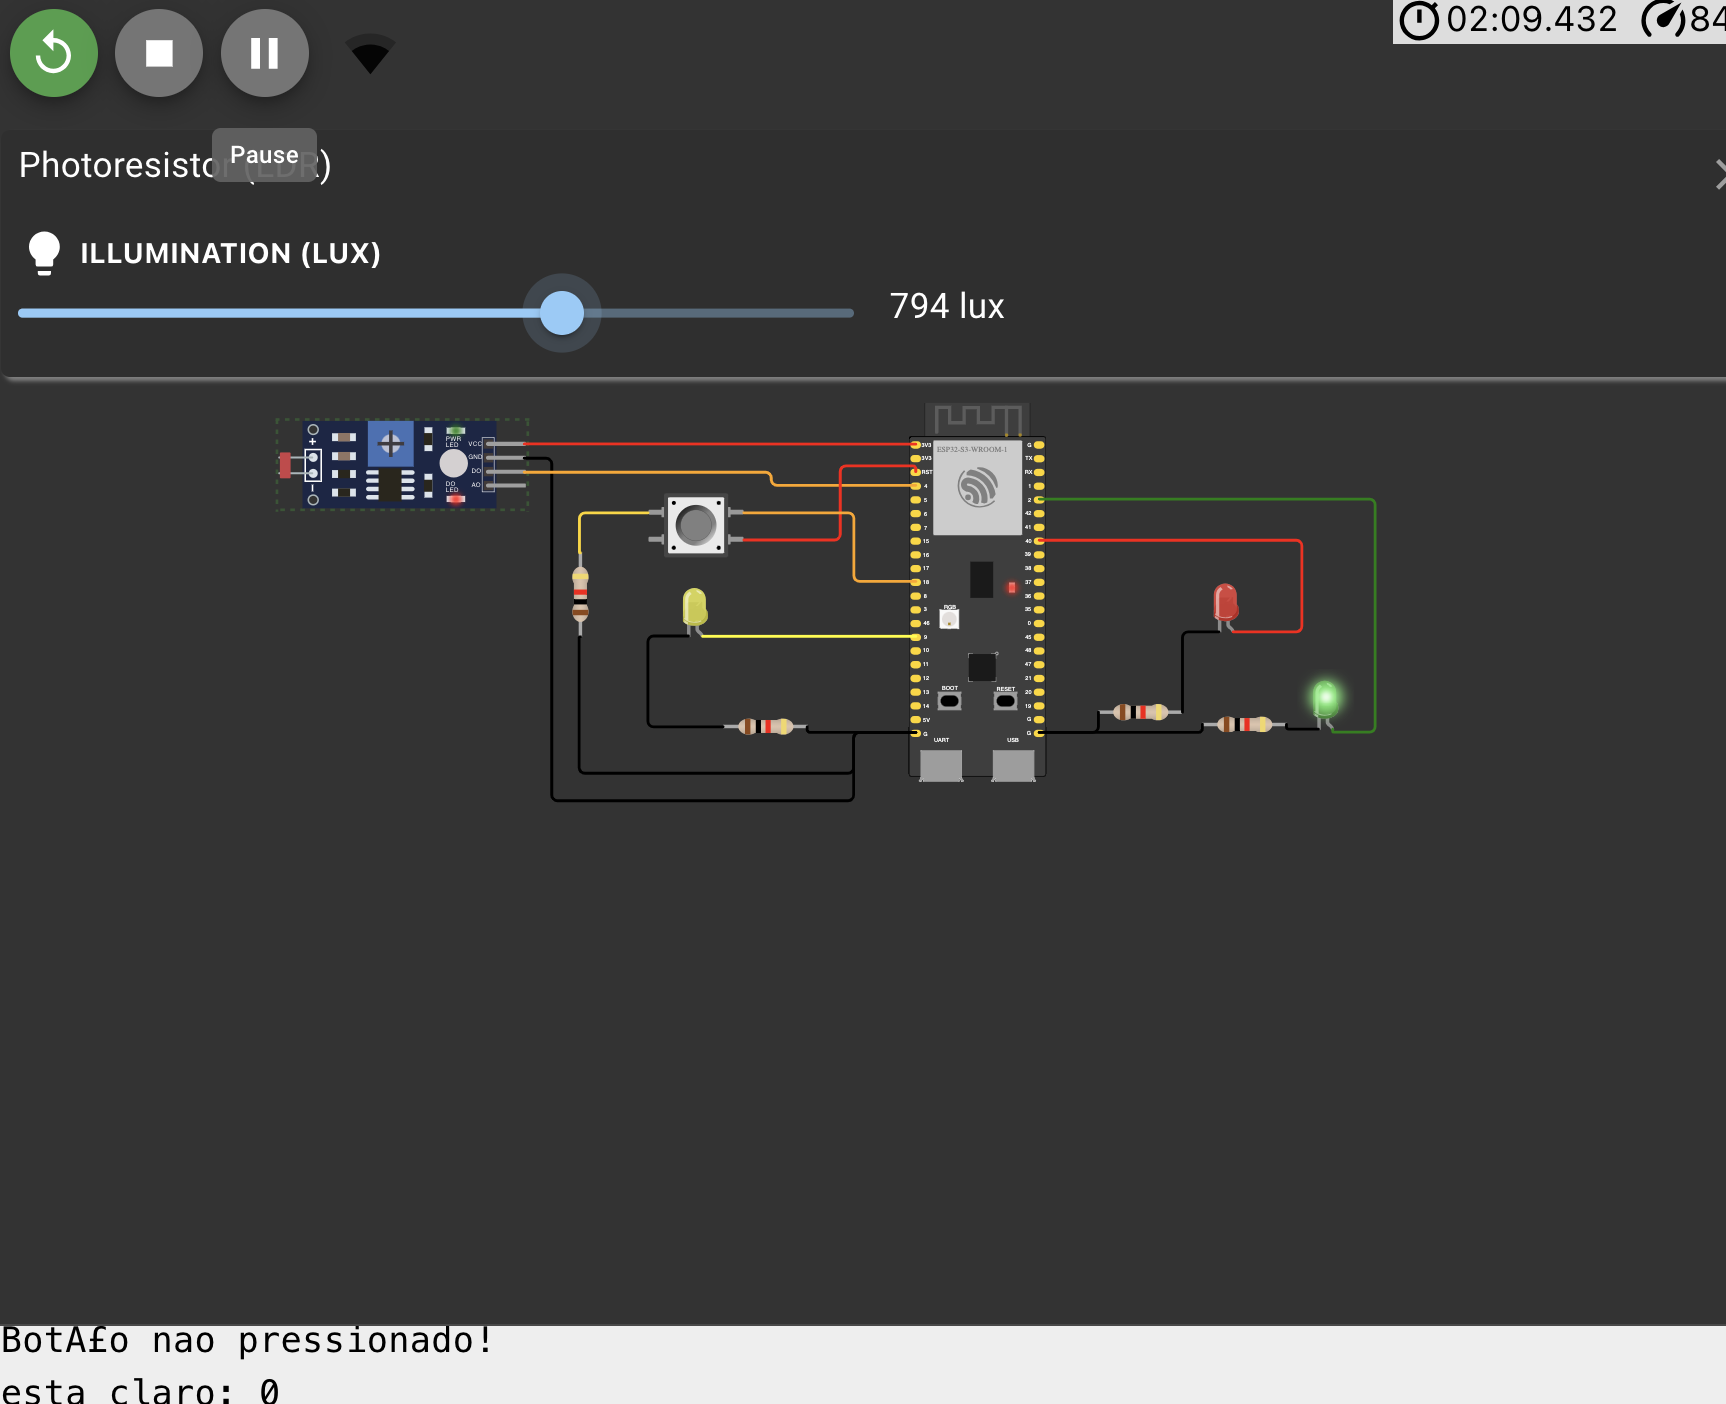 02:09.432 84
Pause
Photoresistor (LDR)
ILLUMINATION (LUX)
794 lux
PWR
LED
VCC
GND
DO
AO
DO
LED
+
ESP32-S3-WROOM-1
3V3
3V3
RST
4
5
6
7
15
16
17
18
8
3
46
9
10
11
12
13
14
5V
G
G
TX
RX
1
2
42
41
40
39
38
37
36
35
0
45
48
47
21
20
19
G
G
RGB
BOOT
RESET
UART
USB
BotA£o nao pressionado!
esta claro: 0